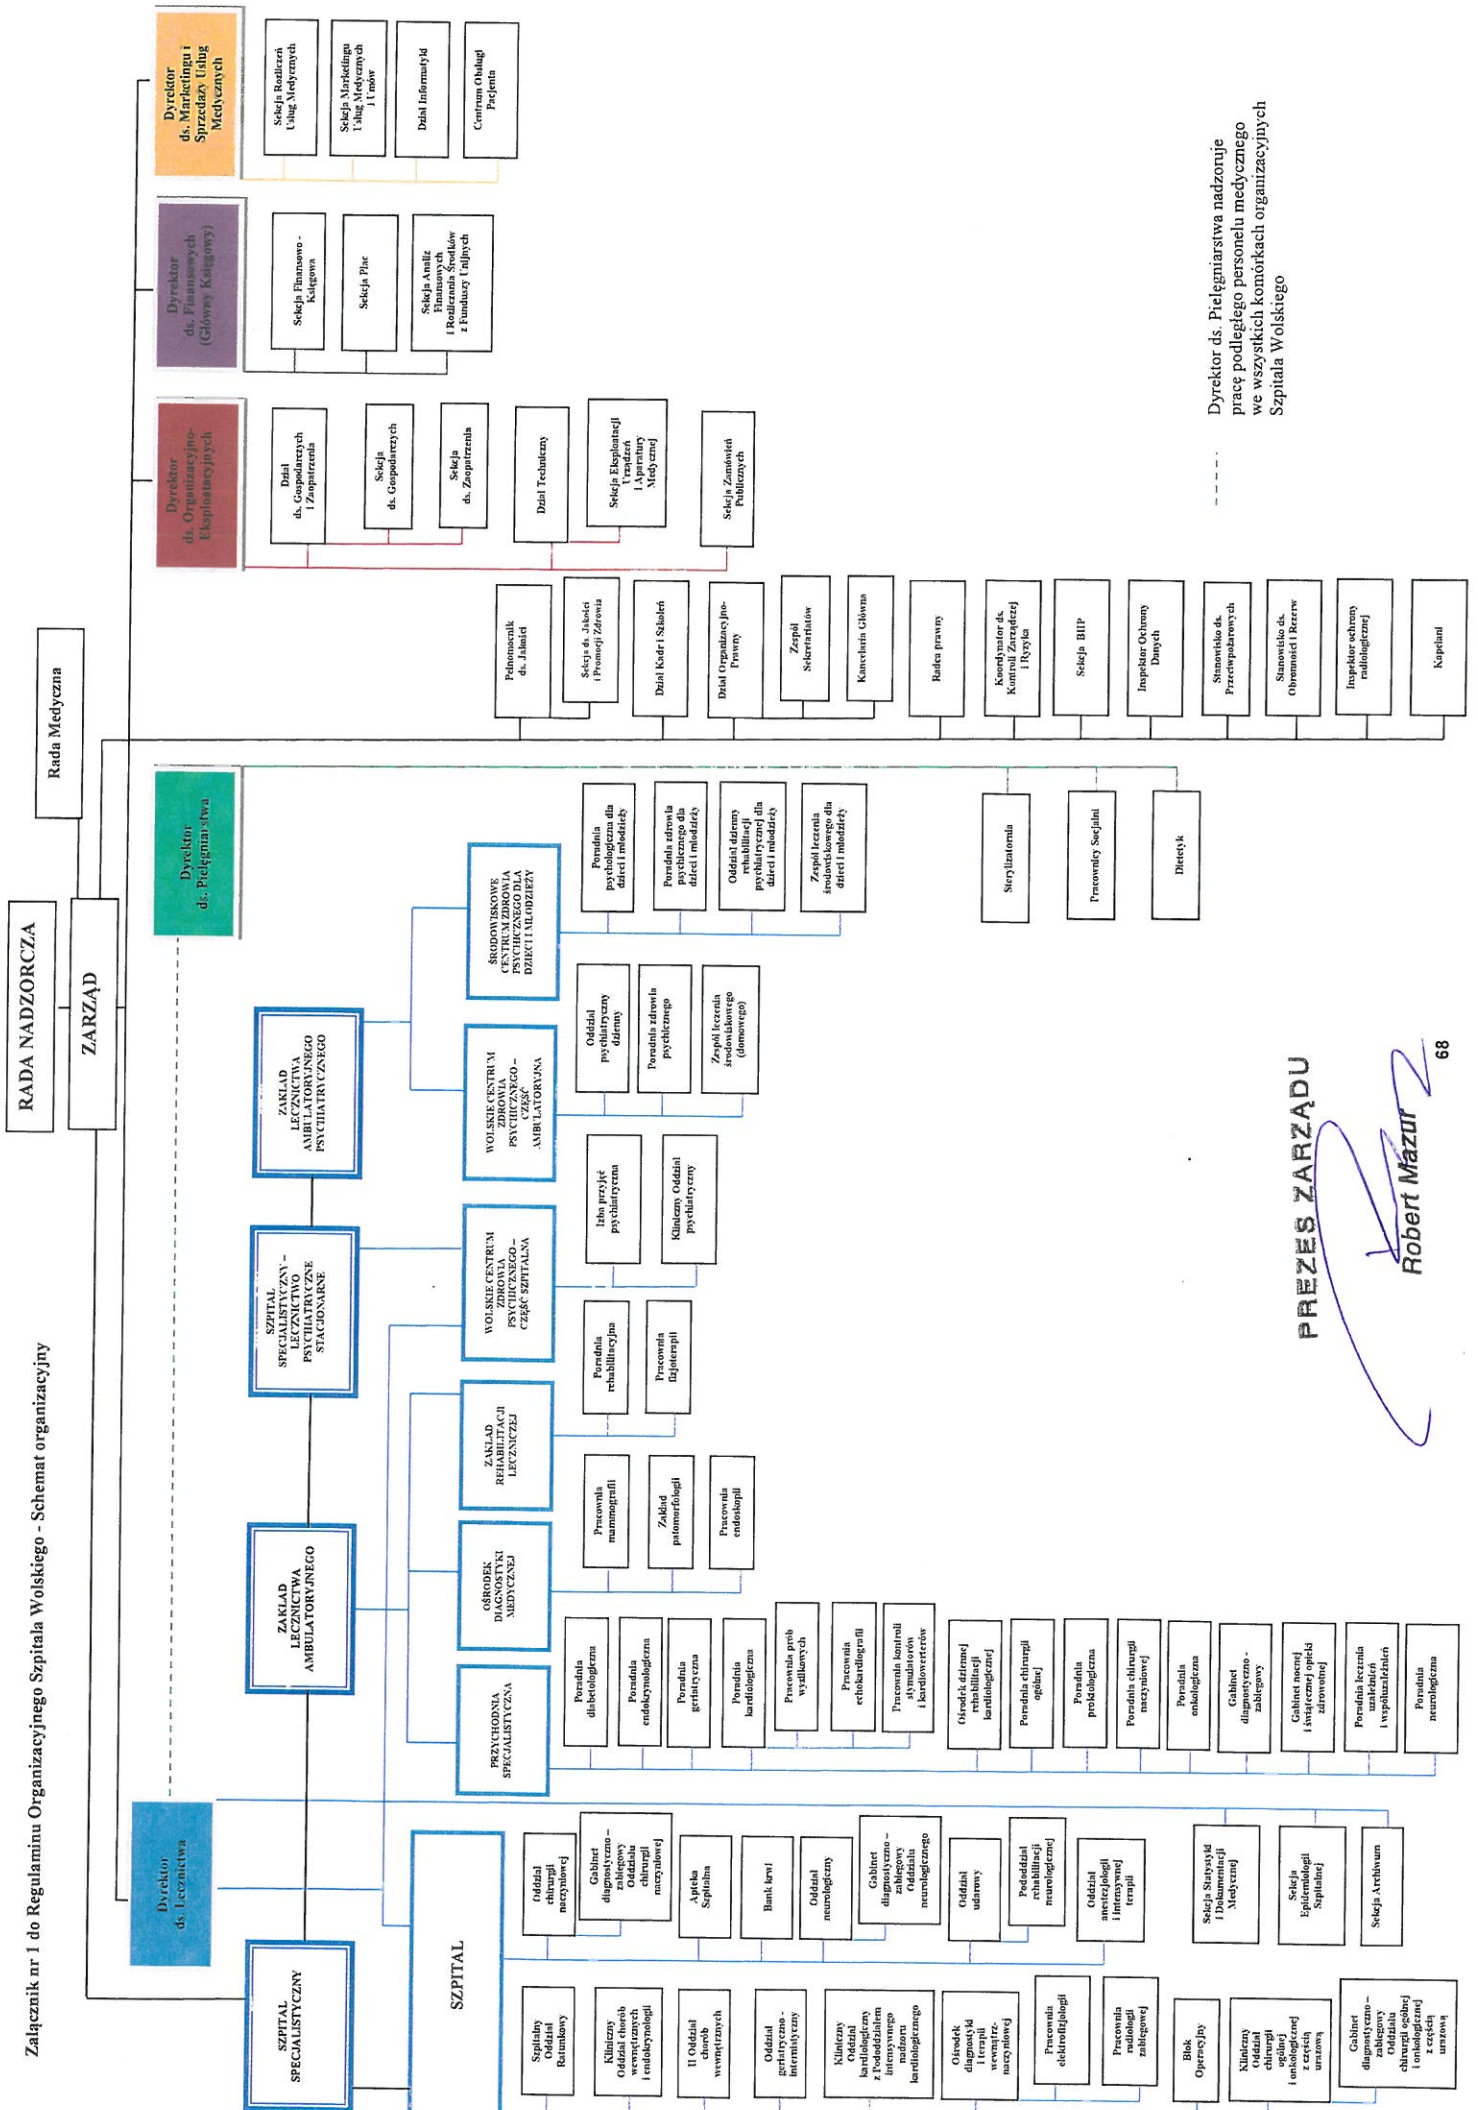 Załącznik nr 1 do Regulaminu Organizacyjnego Szpitala Wolskiego - Schemat organizacyjny
RADA NADZORCZA
ZARZĄD
Rada Medyczna
Dyrektor
ds. Lecznictwa
Dyrektor
ds. Pielęgniarstwa
Dyrektor
ds. Organizacyjno-
Eksploatacyjnych
Dyrektor
ds. Finansowych
(Główny Księgowy)
Dyrektor
ds. Marketingu i
Sprzedaży Usług
Medycznych
SZPITAL
SPECJALISTYCZNY
ZAKŁAD
LECZNICTWA
AMBULATORYJNEGO
SZPITAL
SPECJALISTYCZNY –
LECZNICTWO
PSYCHIATRYCZNE
STACJONARNE
ZAKŁAD
LECZNICTWA
AMBULATORYJNEGO
PSYCHIATRYCZNEGO
SZPITAL
PRZYCHODNIA
SPECJALISTYCZNA
OŚRODEK
DIAGNOSTYKI
MEDYCZNEJ
ZAKŁAD
REHABILITACJI
LECZNICZEJ
WOLSKIE CENTRUM
ZDROWIA
PSYCHICZNEGO –
CZĘŚĆ SZPITALNA
WOLSKIE CENTRUM
ZDROWIA
PSYCHICZNEGO –
CZĘŚĆ
AMBULATORYJNA
ŚRODOWISKOWE
CENTRUM ZDROWIA
PSYCHICZNEGO DLA
DZIECI I MŁODZIEŻY
Szpitalny
Oddział
Ratunkowy
Kliniczny
Oddział chorób
wewnętrznych
i endokrynologii
II Oddział
chorób
wewnętrznych
Oddział
geriatryczno -
internistyczny
Kliniczny
Oddział
kardiologiczny
z Pododdziałem
intensywnego
nadzoru
kardiologicznego
Ośrodek
diagnostyki
i terapii
wewnątrz-
naczyniowej
Pracownia
elektrofizjologii
Pracownia
radiologii
zabiegowej
Blok
Operacyjny
Kliniczny
Oddział
chirurgii
ogólnej
i onkologicznej
z częścią
urazową
Gabinet
diagnostyczno –
zabiegowy
Oddziału
chirurgii ogólnej
i onkologicznej
z częścią
urazową
Oddział
chirurgii
naczyniowej
Gabinet
diagnostyczno –
zabiegowy
Oddziału
chirurgii
naczyniowej
Apteka
Szpitalna
Bank krwi
Oddział
neurologiczny
Gabinet
diagnostyczno –
zabiegowy
Oddziału
neurologicznego
Oddział
udarowy
Pododdział
rehabilitacji
neurologicznej
Oddział
anestezjologii
i intensywnej
terapii
Sekcja Statystyki
i Dokumentacji
Medycznej
Sekcja
Epidemiologii
Szpitalnej
Sekcja Archiwum
Poradnia
diabetologiczna
Poradnia
endokrynologiczna
Poradnia
geriatryczna
Poradnia
kardiologiczna
Pracownia prób
wysiłkowych
Pracownia
echokardiografii
Pracownia kontroli
stymulatorów
i kardiowerterów
Ośrodek dziennej
rehabilitacji
kardiologicznej
Poradnia chirurgii
ogólnej
Poradnia
proktologiczna
Poradnia chirurgii
naczyniowej
Poradnia
onkologiczna
Gabinet
diagnostyczno -
zabiegowy
Gabinet nocnej
i świątecznej opieki
zdrowotnej
Poradnia leczenia
uzależnień
i współuzależnień
Poradnia
neurologiczna
Pracownia
mammografii
Zakład
patomorfologii
Pracownia
endoskopii
Poradnia
rehabilitacyjna
Pracownia
fizjoterapii
Izba przyjęć
psychiatryczna
Kliniczny Oddział
psychiatryczny
Oddział
psychiatryczny
dzienny
Poradnia zdrowia
psychicznego
Zespół leczenia
środowiskowego
(domowego)
Poradnia
psychologiczna dla
dzieci i młodzieży
Poradnia zdrowia
psychicznego dla
dzieci i młodzieży
Oddział dzienny
rehabilitacji
psychiatrycznej dla
dzieci i młodzieży
Zespół leczenia
środowiskowego dla
dzieci i młodzieży
Sterylizatornia
Pracownicy Socjalni
Dietetyk
Pełnomocnik
ds. Jakości
Sekcja ds. Jakości
i Promocji Zdrowia
Dział Kadr i Szkoleń
Dział Organizacyjno-
Prawny
Zespół
Sekretariatów
Kancelaria Główna
Radca prawny
Koordynator ds.
Kontroli Zarządczej
i Ryzyka
Sekcja BHP
Inspektor Ochrony
Danych
Stanowisko ds.
Przeciwpożarowych
Stanowisko ds.
Obronności i Rezerw
Inspektor ochrony
radiologicznej
Kapelani
Dział
ds. Gospodarczych
i Zaopatrzenia
Sekcja
ds. Gospodarczych
Sekcja
ds. Zaopatrzenia
Dział Techniczny
Sekcja Eksploatacji
Urządzeń
i Aparatury
Medycznej
Sekcja Zamówień
Publicznych
Sekcja Finansowo -
Księgowa
Sekcja Płac
Sekcja Analiz
Finansowych
i Rozliczania Środków
z Funduszy Unijnych
Sekcja Rozliczeń
Usług Medycznych
Sekcja Marketingu
Usług Medycznych
i Umów
Dział Informatyki
Centrum Obsługi
Pacjenta
Dyrektor ds. Pielęgniarstwa nadzoruje
pracę podległego personelu medycznego
we wszystkich komórkach organizacyjnych
Szpitala Wolskiego
PREZES ZARZĄDU
Robert Mazur
68